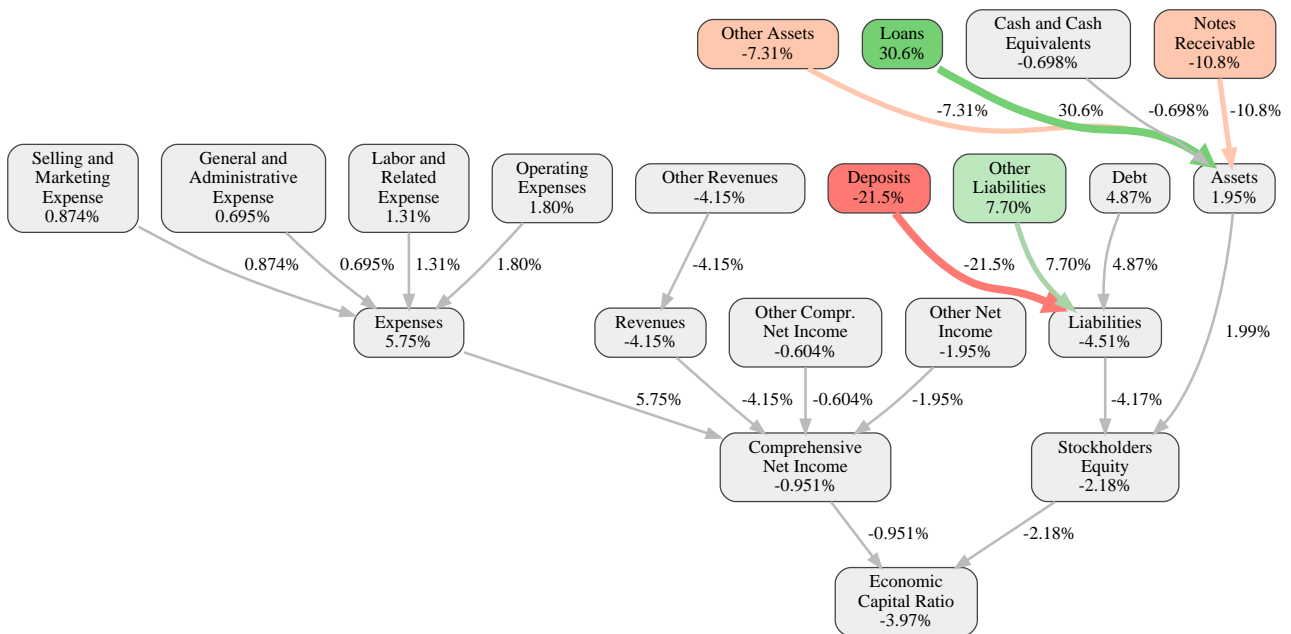 Other Assets
-7.31%
Loans
30.6%
Cash and Cash
Equivalents
-0.698%
Notes
Receivable
-10.8%
-7.31%
30.6%
-0.698%
-10.8%
Selling and
Marketing
Expense
0.874%
General and
Administrative
Expense
0.695%
Labor and
Related
Expense
1.31%
Operating
Expenses
1.80%
Other Revenues
-4.15%
Deposits
-21.5%
Other
Liabilities
7.70%
Debt
4.87%
Assets
1.95%
0.874%
0.695%
1.31%
1.80%
-4.15%
-21.5%
7.70%
4.87%
1.99%
Expenses
5.75%
Revenues
-4.15%
Other Compr.
Net Income
-0.604%
Other Net
Income
-1.95%
Liabilities
-4.51%
5.75%
-4.15%
-0.604%
-1.95%
-4.17%
Comprehensive
Net Income
-0.951%
Stockholders
Equity
-2.18%
-0.951%
-2.18%
Economic
Capital Ratio
-3.97%